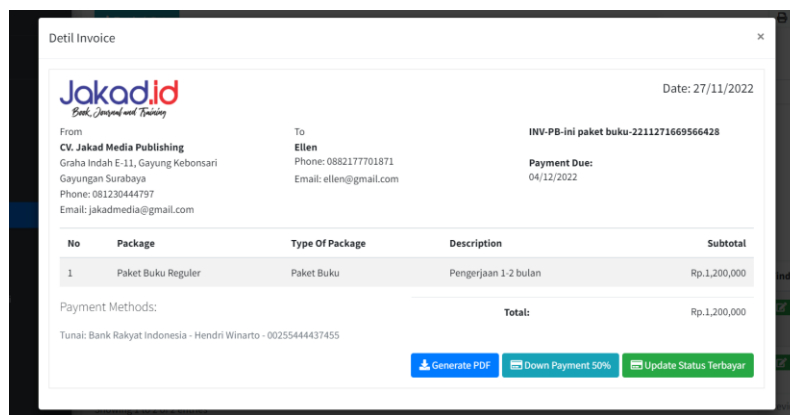 Detil Invoice
×
Jakad.id
Book, Journal and Training
Date: 27/11/2022
From
CV. Jakad Media Publishing
Graha Indah E-11, Gayung Kebonsari
Gayungan Surabaya
Phone: 081230444797
Email: jakadmedia@gmail.com
To
Ellen
Phone: 0882177701871
Email: ellen@gmail.com
INV-PB-ini paket buku-2211271669566428
Payment Due:
04/12/2022
No Package Type Of Package Description Subtotal
1 Paket Buku Reguler Paket Buku Pengerjaan 1-2 bulan Rp.1,200,000
Payment Methods:
Tunai: Bank Rakyat Indonesia - Hendri Winarto - 00255444437455
Total: Rp.1,200,000
Generate PDF Down Payment 50% Update Status Terbayar